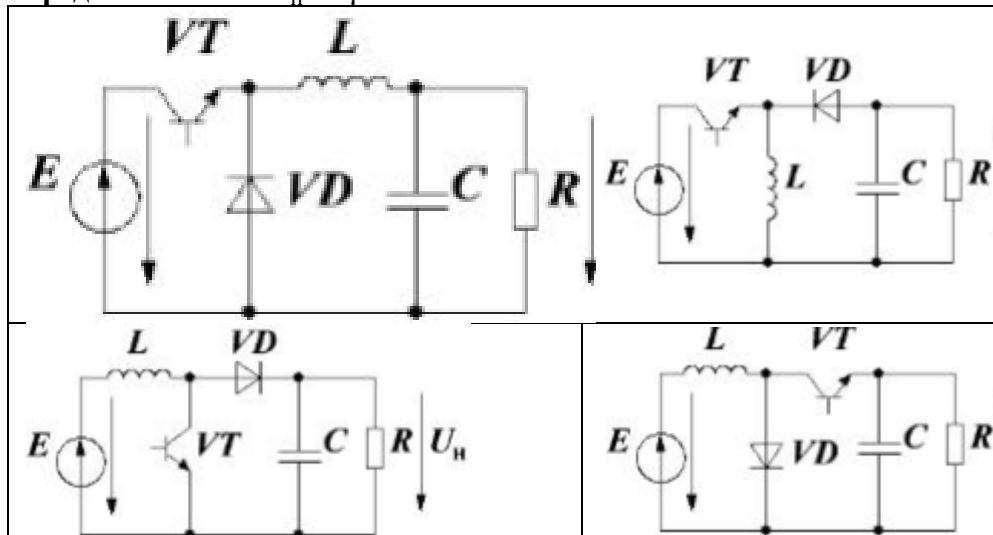 VT L
E VD C R
VT VD
E L C R
L VD
E VT C R Uн
L VT
E VD C R